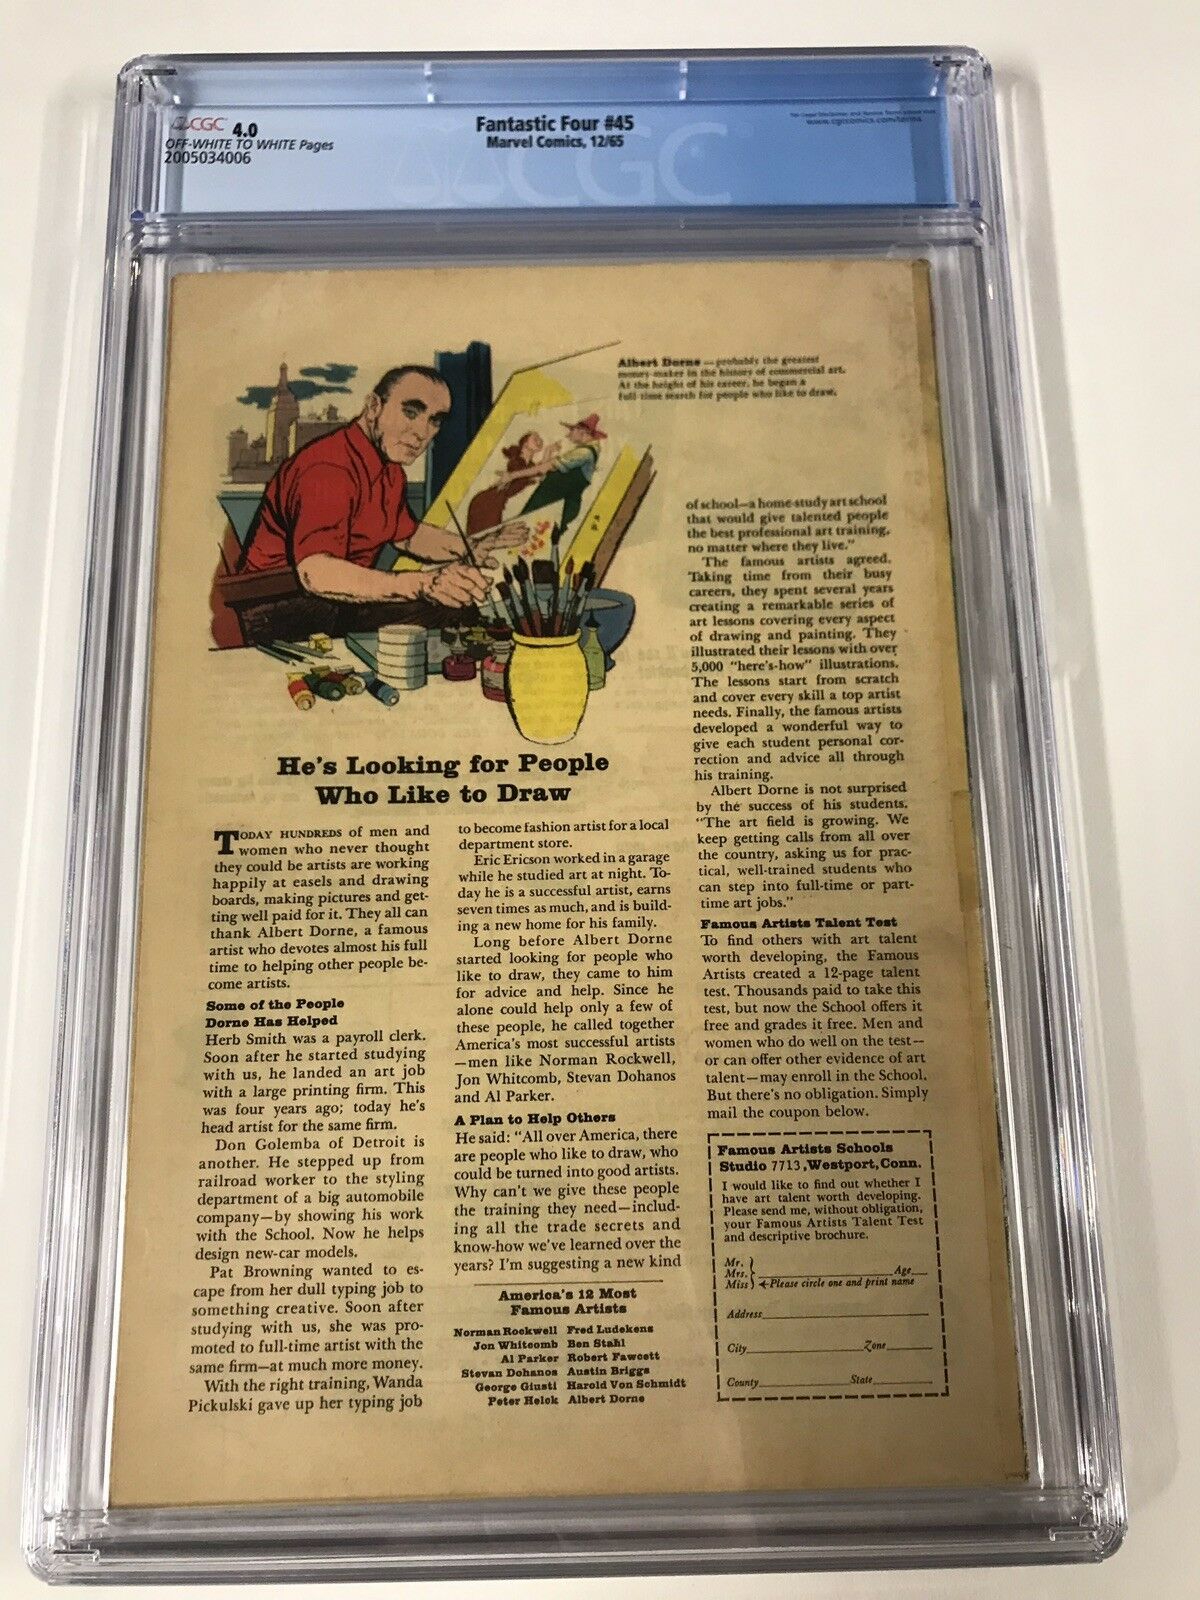 CGC 4.0
OFF-WHITE TO WHITE Pages
2005034006
Fantastic Four #45
Marvel Comics, 12/65
www.cgccomics.com/terms
CGC
Albert Dorne — probably the greatest
money-maker in the history of commercial art.
At the height of his career, he began a
full-time search for people who like to draw.
He's Looking for People
Who Like to Draw
TODAY HUNDREDS of men and
women who never thought
they could be artists are working
happily at easels and drawing
boards, making pictures and get-
ting well paid for it. They all can
thank Albert Dorne, a famous
artist who devotes almost his full
time to helping other people be-
come artists.
Some of the People
Dorne Has Helped
Herb Smith was a payroll clerk.
Soon after he started studying
with us, he landed an art job
with a large printing firm. This
was four years ago; today he's
head artist for the same firm.
Don Golemba of Detroit is
another. He stepped up from
railroad worker to the styling
department of a big automobile
company—by showing his work
with the School. Now he helps
design new-car models.
Pat Browning wanted to es-
cape from her dull typing job to
something creative. Soon after
studying with us, she was pro-
moted to full-time artist with the
same firm—at much more money.
With the right training, Wanda
Pickulski gave up her typing job
to become fashion artist for a local
department store.
Eric Ericson worked in a garage
while he studied art at night. To-
day he is a successful artist, earns
seven times as much, and is build-
ing a new home for his family.
Long before Albert Dorne
started looking for people who
like to draw, they came to him
for advice and help. Since he
alone could help only a few of
these people, he called together
America's most successful artists
—men like Norman Rockwell,
Jon Whitcomb, Stevan Dohanos
and Al Parker.
A Plan to Help Others
He said: "All over America, there
are people who like to draw, who
could be turned into good artists.
Why can't we give these people
the training they need—includ-
ing all the trade secrets and
know-how we've learned over the
years? I'm suggesting a new kind
America's 12 Most
Famous Artists
Norman Rockwell Fred Ludekens
Jon Whitcomb Ben Stahl
Al Parker Robert Fawcett
Stevan Dohanos Austin Briggs
George Giusti Harold Von Schmidt
Peter Helck Albert Dorne
of school—a home-study art school
that would give talented people
the best professional art training,
no matter where they live."
The famous artists agreed.
Taking time from their busy
careers, they spent several years
creating a remarkable series of
art lessons covering every aspect
of drawing and painting. They
illustrated their lessons with over
5,000 "here's-how" illustrations.
The lessons start from scratch
and cover every skill a top artist
needs. Finally, the famous artists
developed a wonderful way to
give each student personal cor-
rection and advice all through
his training.
Albert Dorne is not surprised
by the success of his students.
"The art field is growing. We
keep getting calls from all over
the country, asking us for prac-
tical, well-trained students who
can step into full-time or part-
time art jobs."
Famous Artists Talent Test
To find others with art talent
worth developing, the Famous
Artists created a 12-page talent
test. Thousands paid to take this
test, but now the School offers it
free and grades it free. Men and
women who do well on the test—
or can offer other evidence of art
talent—may enroll in the School.
But there's no obligation. Simply
mail the coupon below.
Famous Artists Schools
Studio 7713, Westport, Conn.
I would like to find out whether I
have art talent worth developing.
Please send me, without obligation,
your Famous Artists Talent Test
and descriptive brochure.
Mr.
Mrs. Age
Miss ←Please circle one and print name
Address
City Zone
County State